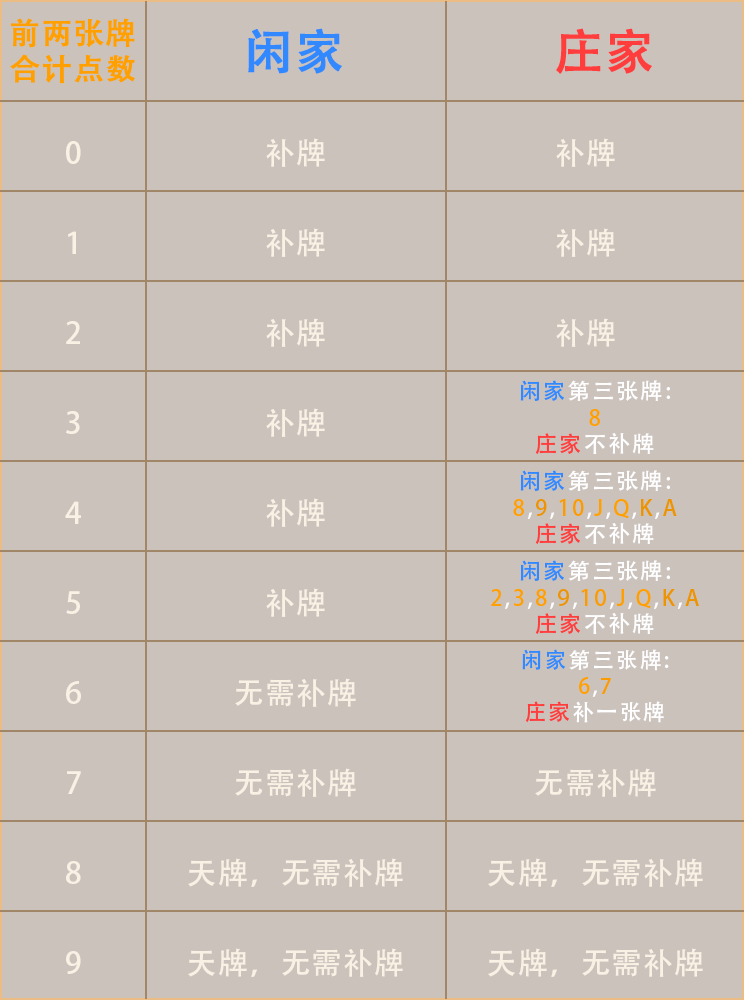 前两张牌
合计点数
闲家
庄家
0
补牌
补牌
1
补牌
补牌
2
补牌
补牌
3
补牌
闲家第三张牌:
8
庄家不补牌
4
补牌
闲家第三张牌:
8,9,10,J,Q,K,A
庄家不补牌
5
补牌
闲家第三张牌:
2,3,8,9,10,J,Q,K,A
庄家不补牌
6
无需补牌
闲家第三张牌:
6,7
庄家补一张牌
7
无需补牌
无需补牌
8
天牌，无需补牌
天牌，无需补牌
9
天牌，无需补牌
天牌，无需补牌